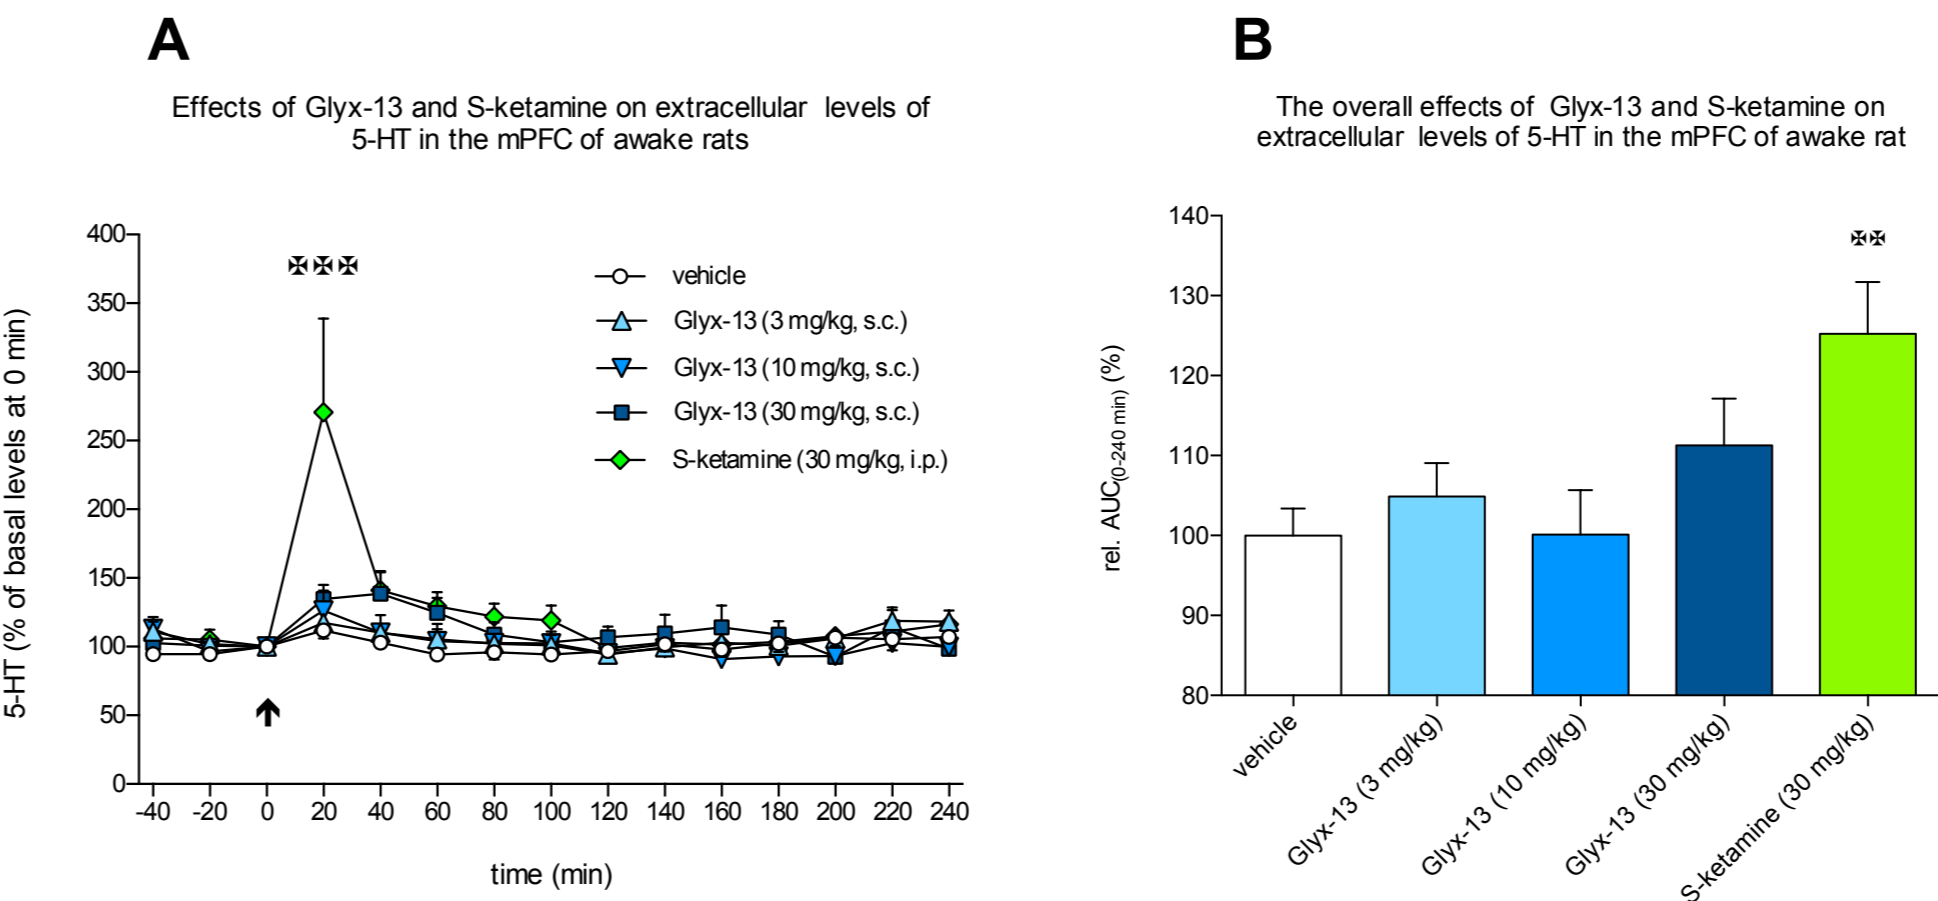 A
Effects of Glyx-13 and S-ketamine on extracellular levels of
5-HT in the mPFC of awake rats
5-HT (% of basal levels at 0 min)
400
350
300
250
200
150
100
50
0
✠✠✠
vehicle
Glyx-13 (3 mg/kg, s.c.)
Glyx-13 (10 mg/kg, s.c.)
Glyx-13 (30 mg/kg, s.c.)
S-ketamine (30 mg/kg, i.p.)
-40 -20 0 20 40 60 80 100 120 140 160 180 200 220 240
time (min)
B
The overall effects of Glyx-13 and S-ketamine on
extracellular levels of 5-HT in the mPFC of awake rat
rel. AUC(0-240 min) (%)
140
130
120
110
100
90
80
✠✠
vehicle
Glyx-13 (3 mg/kg)
Glyx-13 (10 mg/kg)
Glyx-13 (30 mg/kg)
S-ketamine (30 mg/kg)